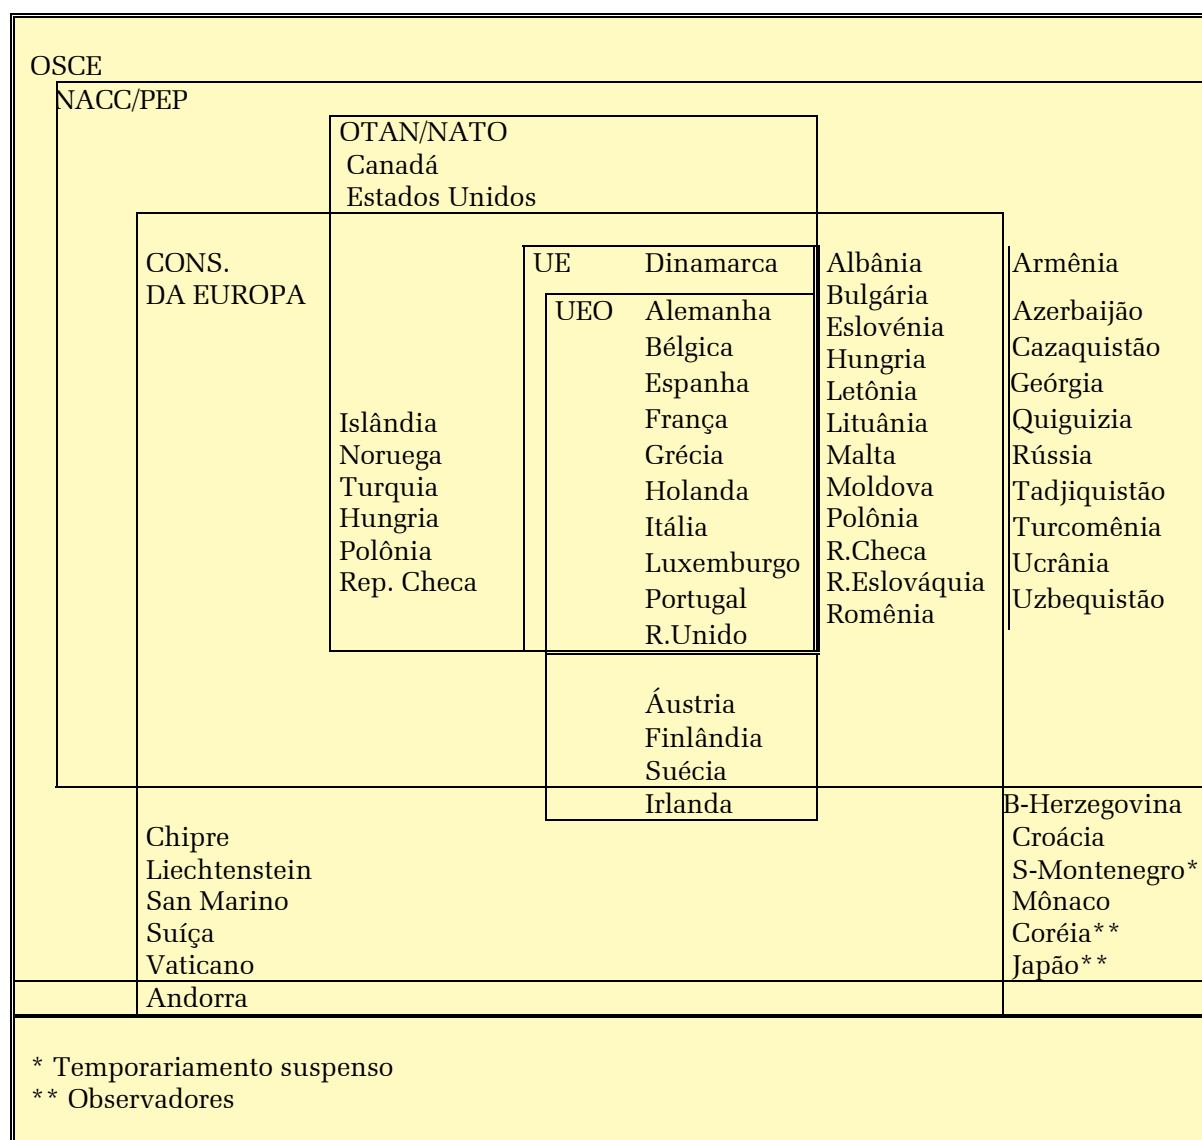 OSCE
NACC/PEP
OTAN/NATO
Canadá
Estados Unidos
CONS.
DA EUROPA
Islândia
Noruega
Turquia
Hungria
Polônia
Rep. Checa
UE Dinamarca
UEO Alemanha
Bélgica
Espanha
França
Grécia
Holanda
Itália
Luxemburgo
Portugal
R.Unido
Áustria
Finlândia
Suécia
Irlanda
Albânia
Bulgária
Eslovénia
Hungria
Letônia
Lituânia
Malta
Moldova
Polônia
R.Checa
R.Eslováquia
Romênia
Armênia
Azerbaijão
Cazaquistão
Geórgia
Quiguizia
Rússia
Tadjiquistão
Turcomênia
Ucrânia
Uzbequistão
Chipre
Liechtenstein
San Marino
Suíça
Vaticano
Andorra
B-Herzegovina
Croácia
S-Montenegro*
Mônaco
Coréia**
Japão**
* Temporariamento suspenso
** Observadores